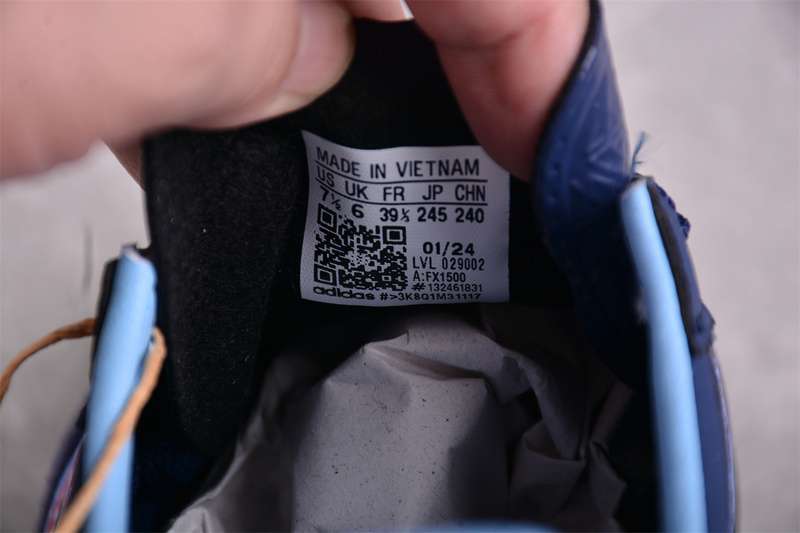 MADE IN VIETNAM
US UK FR JP CHN
7½ 6 39⅓ 245 240
01/24
LVL 029002
A:FX1500
# 132461831
adidas #>3K8Q1M31117